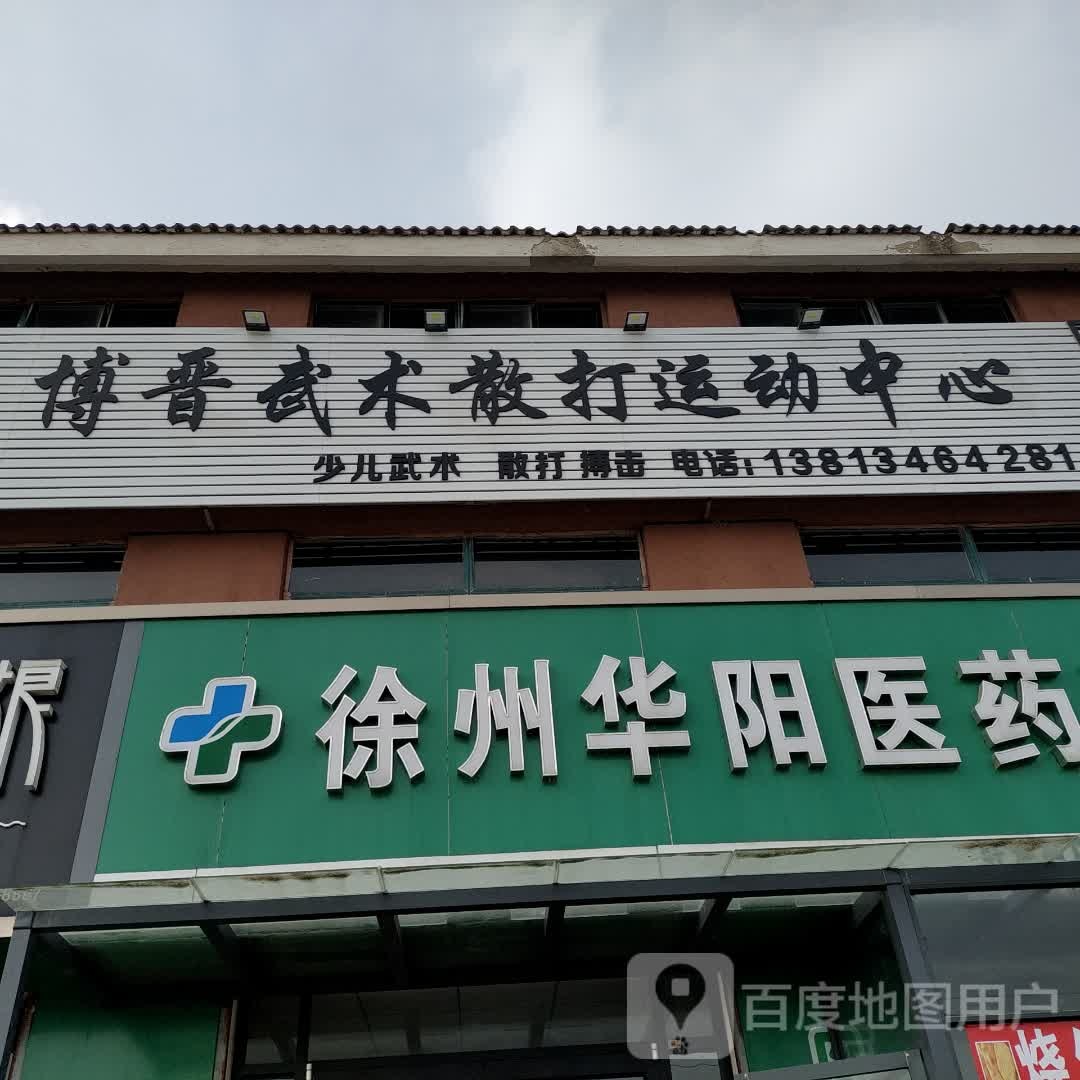 博晋武术散打运动中心
少儿武术 散打 搏击 电话:13813464281
徐州华阳医药
百度地图用户
烧